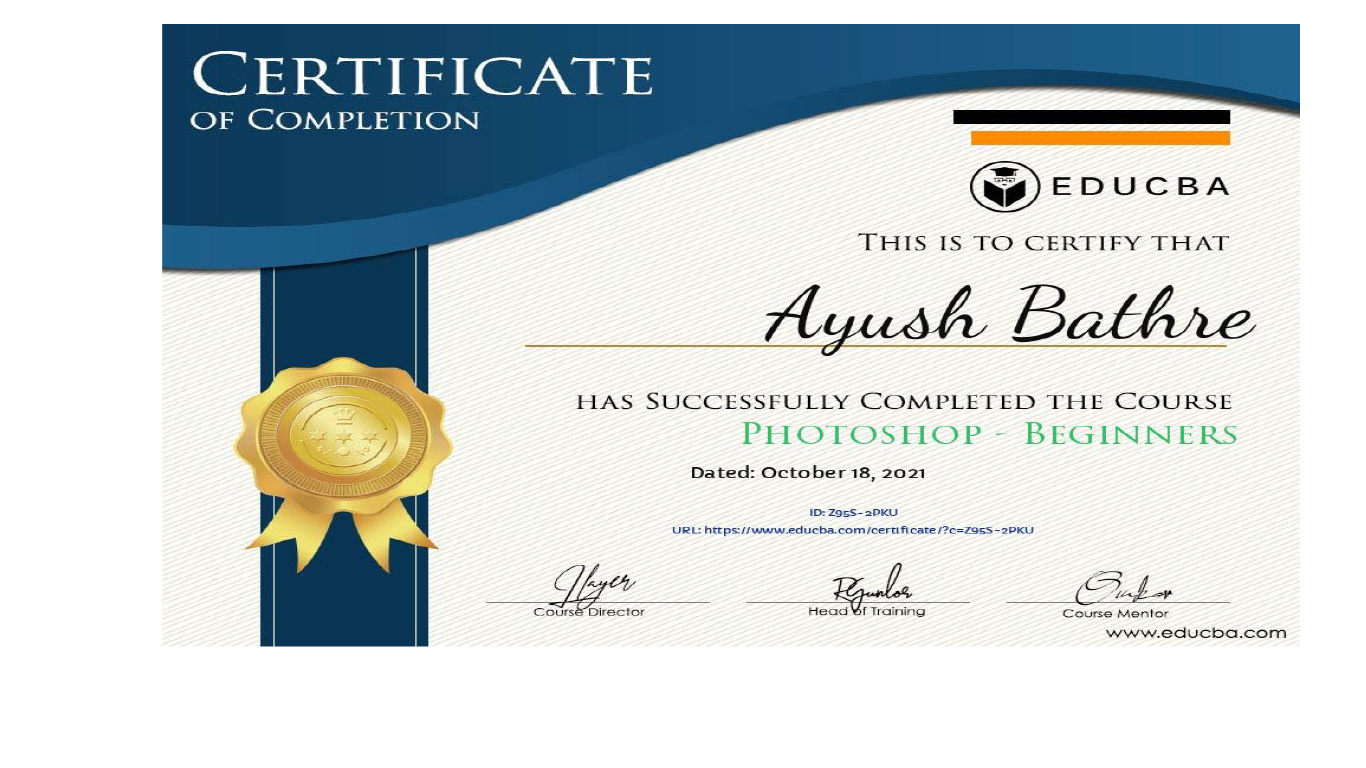 CERTIFICATE
OF COMPLETION
EDUCBA
THIS IS TO CERTIFY THAT
Ayush Bathre
HAS SUCCESSFULLY COMPLETED THE COURSE
PHOTOSHOP - BEGINNERS
Dated: October 18, 2021
ID: Z95S-2PKU
URL: https://www.educba.com/certificate/?c=Z95S-2PKU
Course Director
Head of Training
Course Mentor
www.educba.com